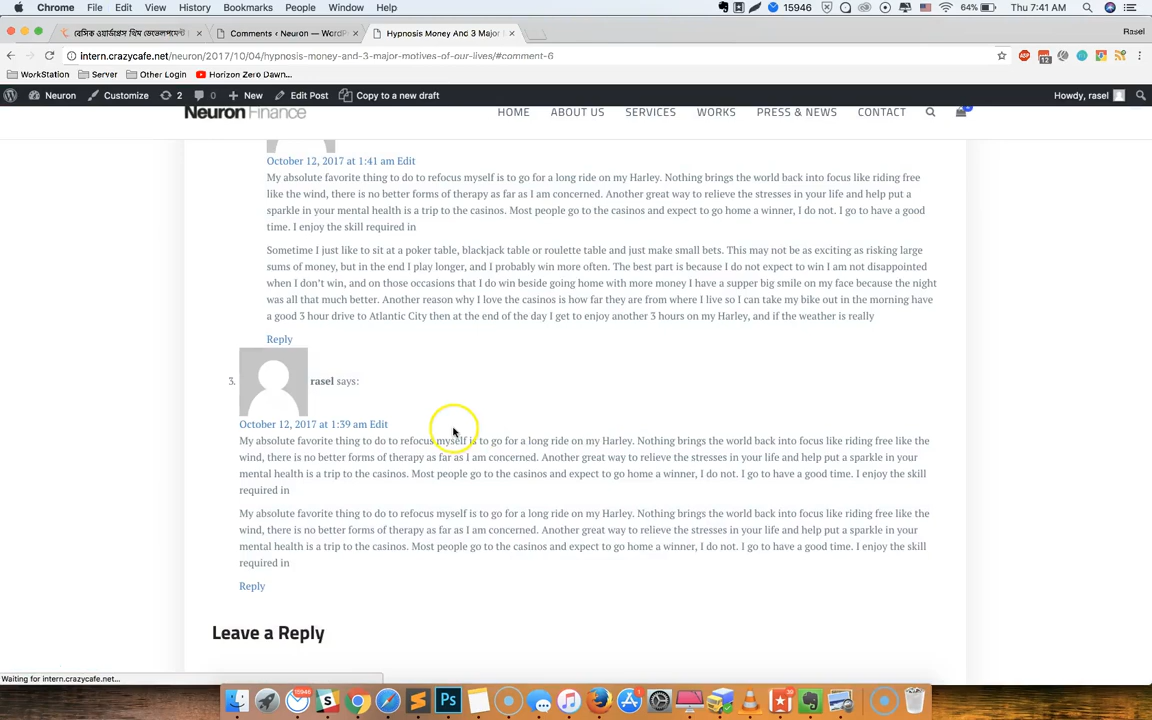 Chrome File Edit View History Bookmarks People Window Help 15946 64% Thu 7:41 AM
বেসিক ওয়ার্ডপ্রেস থিম ডেভেলপমেন্ট × Comments ‹ Neuron — WordPr × Hypnosis Money And 3 Major × Rasel
intern.crazycafe.net/neuron/2017/10/04/hypnosis-money-and-3-major-motives-of-our-lives/#comment-6 12
WorkStation Server Other Login Horizon Zero Dawn...
Neuron Customize 2 0 New Edit Post Copy to a new draft Howdy, rasel
Neuron Finance HOME ABOUT US SERVICES WORKS PRESS & NEWS CONTACT
October 12, 2017 at 1:41 am Edit
My absolute favorite thing to do to refocus myself is to go for a long ride on my Harley. Nothing brings the world back into focus like riding free
like the wind, there is no better forms of therapy as far as I am concerned. Another great way to relieve the stresses in your life and help put a
sparkle in your mental health is a trip to the casinos. Most people go to the casinos and expect to go home a winner, I do not. I go to have a good
time. I enjoy the skill required in
Sometime I just like to sit at a poker table, blackjack table or roulette table and just make small bets. This may not be as exciting as risking large
sums of money, but in the end I play longer, and I probably win more often. The best part is because I do not expect to win I am not disappointed
when I don't win, and on those occasions that I do win beside going home with more money I have a supper big smile on my face because the night
was all that much better. Another reason why I love the casinos is how far they are from where I live so I can take my bike out in the morning have
a good 3 hour drive to Atlantic City then at the end of the day I get to enjoy another 3 hours on my Harley, and if the weather is really
Reply
3. rasel says:
October 12, 2017 at 1:39 am Edit
My absolute favorite thing to do to refocus myself is to go for a long ride on my Harley. Nothing brings the world back into focus like riding free like the
wind, there is no better forms of therapy as far as I am concerned. Another great way to relieve the stresses in your life and help put a sparkle in your
mental health is a trip to the casinos. Most people go to the casinos and expect to go home a winner, I do not. I go to have a good time. I enjoy the skill
required in
My absolute favorite thing to do to refocus myself is to go for a long ride on my Harley. Nothing brings the world back into focus like riding free like the
wind, there is no better forms of therapy as far as I am concerned. Another great way to relieve the stresses in your life and help put a sparkle in your
mental health is a trip to the casinos. Most people go to the casinos and expect to go home a winner, I do not. I go to have a good time. I enjoy the skill
required in
Reply
Leave a Reply
Waiting for intern.crazycafe.net...
15946 Ps